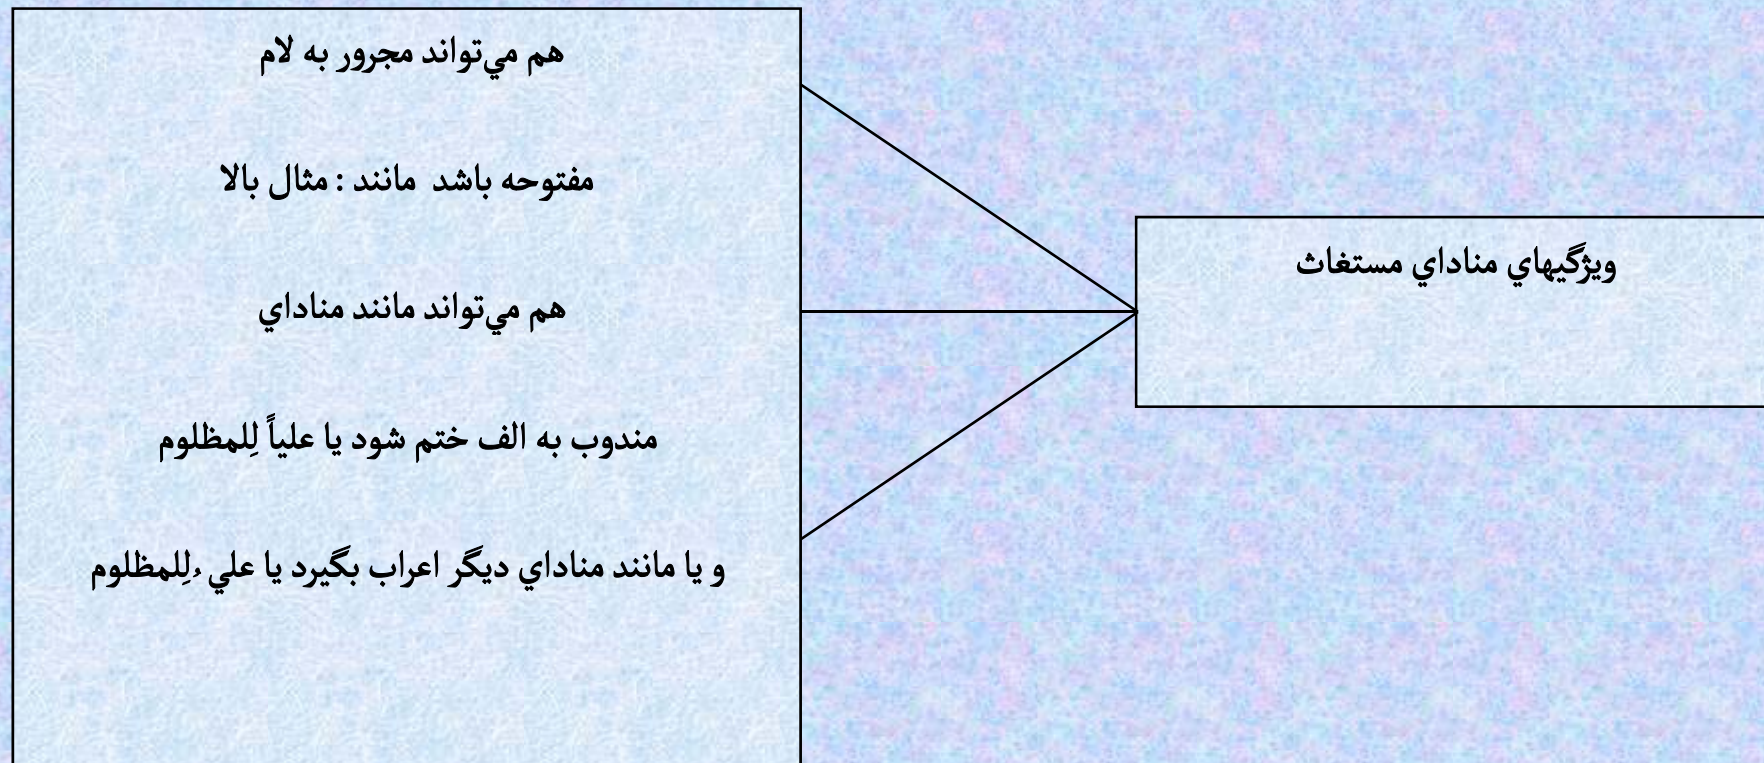 ويژگيهاي مناداي مستغاث
هم مي‌تواند مجرور به لام
مفتوحه باشد مانند : مثال بالا
هم مي‌تواند مانند مناداي
مندوب به الف ختم شود يا علياً لِلمظلوم
و يا مانند مناداي ديگر اعراب بگيرد يا علي ُلِلمظلوم